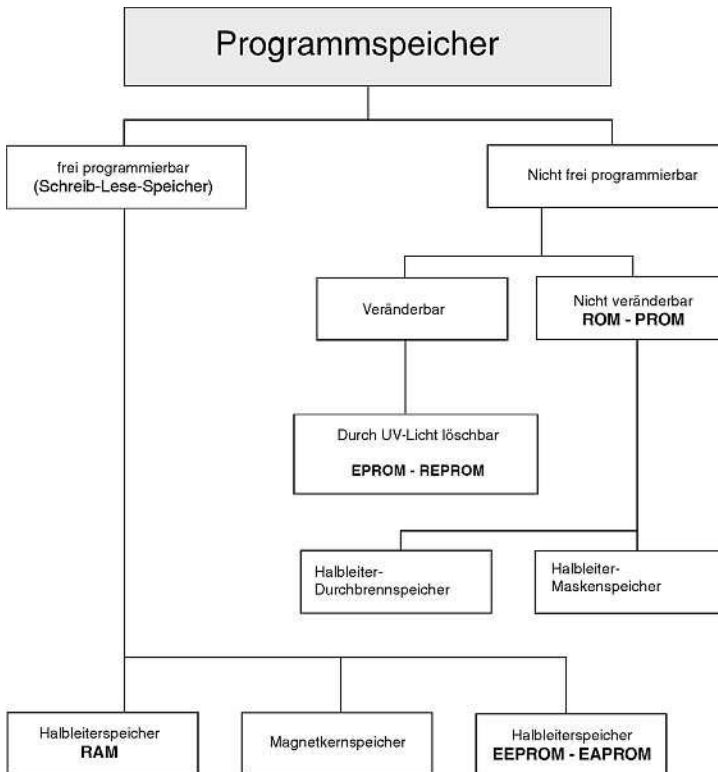 Programmspeicher
frei programmierbar
(Schreib-Lese-Speicher)
Nicht frei programmierbar
Veränderbar
Nicht veränderbar
ROM - PROM
Durch UV-Licht löschbar
EPROM - REPROM
Halbleiter-
Durchbrennspeicher
Halbleiter-
Maskenspeicher
Halbleiterspeicher
RAM
Magnetkernspeicher
Halbleiterspeicher
EEPROM - EAPROM